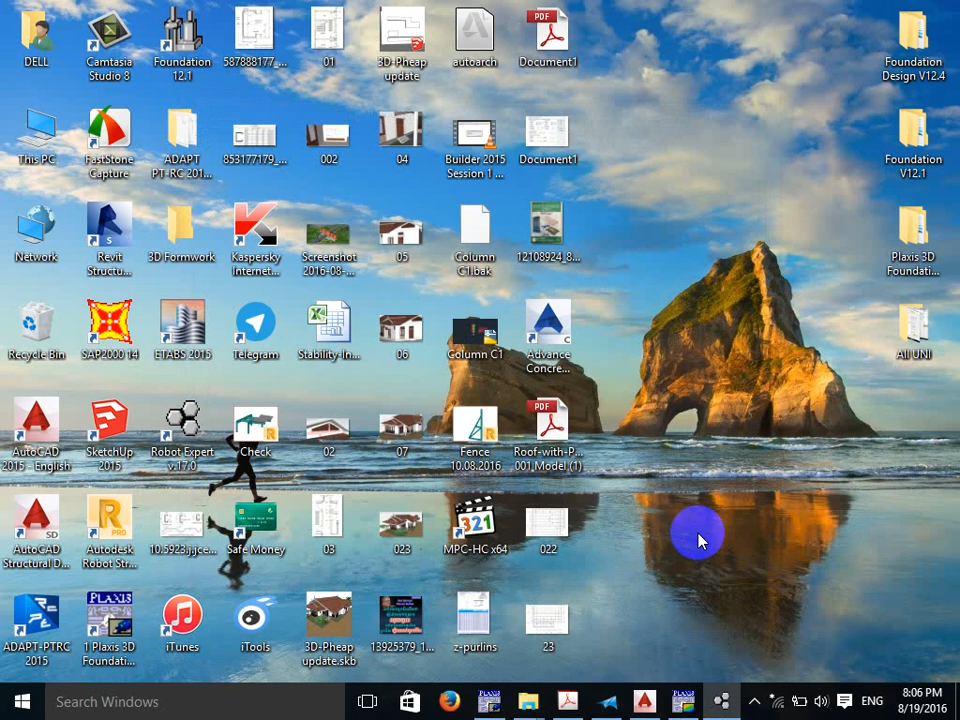 DELL
Camtasia
Studio 8
Foundation
12.1
587888177_...
01
3D-Pheap
update
PDF
autoarch
Document1
Foundation
Design V12.4
This PC
FastStone
Capture
ADAPT
PT-RC 201...
853177179_...
002
04
Builder 2015
Session 1 ...
Document1
Foundation
V12.1
Network
S
Revit
Structu...
3D Formwork
Kaspersky
Internet...
Screenshot
2016-08-...
05
Column
C1.bak
12108924_8...
Plaxis 3D
Foundati...
Recycle Bin
SAP2000 14
ETABS 2015
Telegram
Stability-In...
06
Column C1
C
Advance
Concre...
All UNI
AutoCAD
2015 - English
SketchUp
2015
Robot Expert
v.17.0
R
Check
02
07
R
Fence
10.08.2016
PDF
Roof-with-P...
001 Model (1)
SD
AutoCAD
Structural D...
R
PRO
Autodesk
Robot Str...
10.5923.j.jce...
Safe Money
03
023
321
MPC-HC x64
022
ADAPT-PTRC
2015
PLAXIS
1 Plaxis 3D
Foundati...
iTunes
iTools
3D-Pheap
update.skb
13925379_1...
z-purlins
23
Search Windows
PLAXIS
PLAXIS
ENG
8:06 PM
8/19/2016